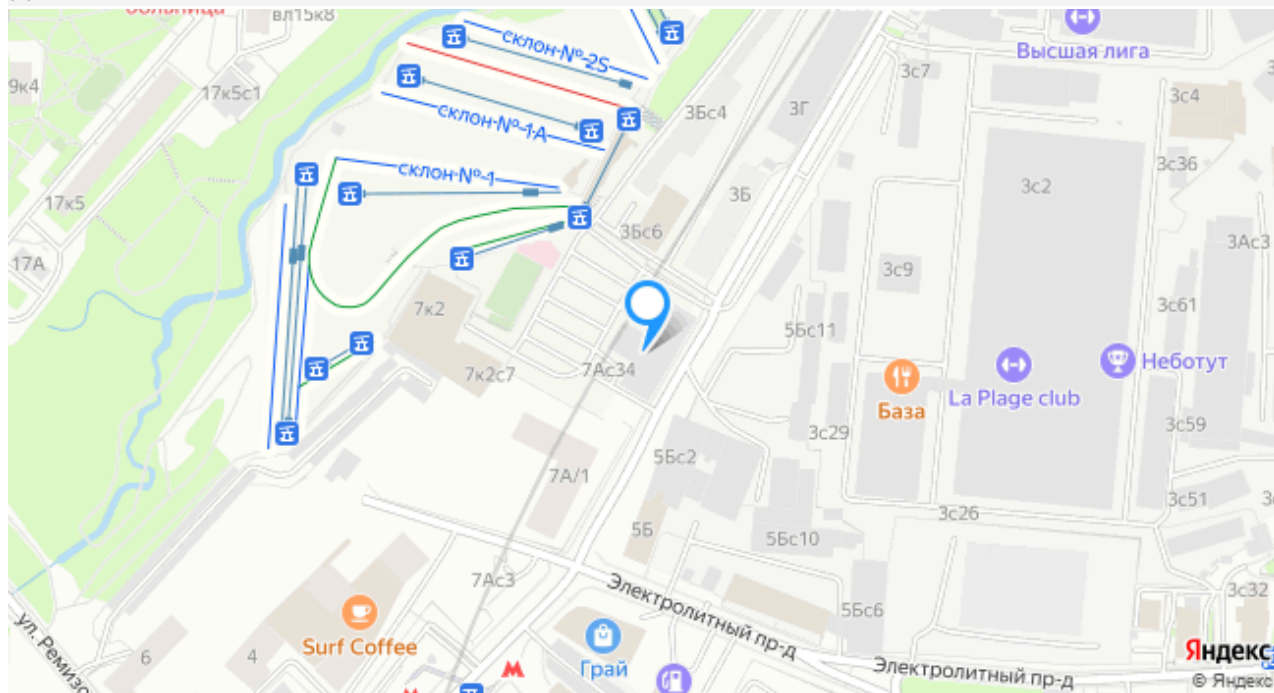 больница
вл15к8
9к4
17к5с1
17к5
17А
склон № 2S
склон № 1А
склон № 1
3Бс4
3Г
3Б
3Бс6
3с7
Высшая лига
3с4
3с36
3с2
3Ас3
3с9
3с61
7к2
7к2с7
7Ас34
5Бс11
База
La Plage club
Неботут
3с29
3с59
5Бс2
7А/1
3с51
3с26
5Б
5Бс10
7Ас3
Электролитный пр-д
5Бс6
3с32
Surf Coffee
ул. Ремизо
6
4
Грай
Электролитный пр-д
Яндекс
© Яндекс